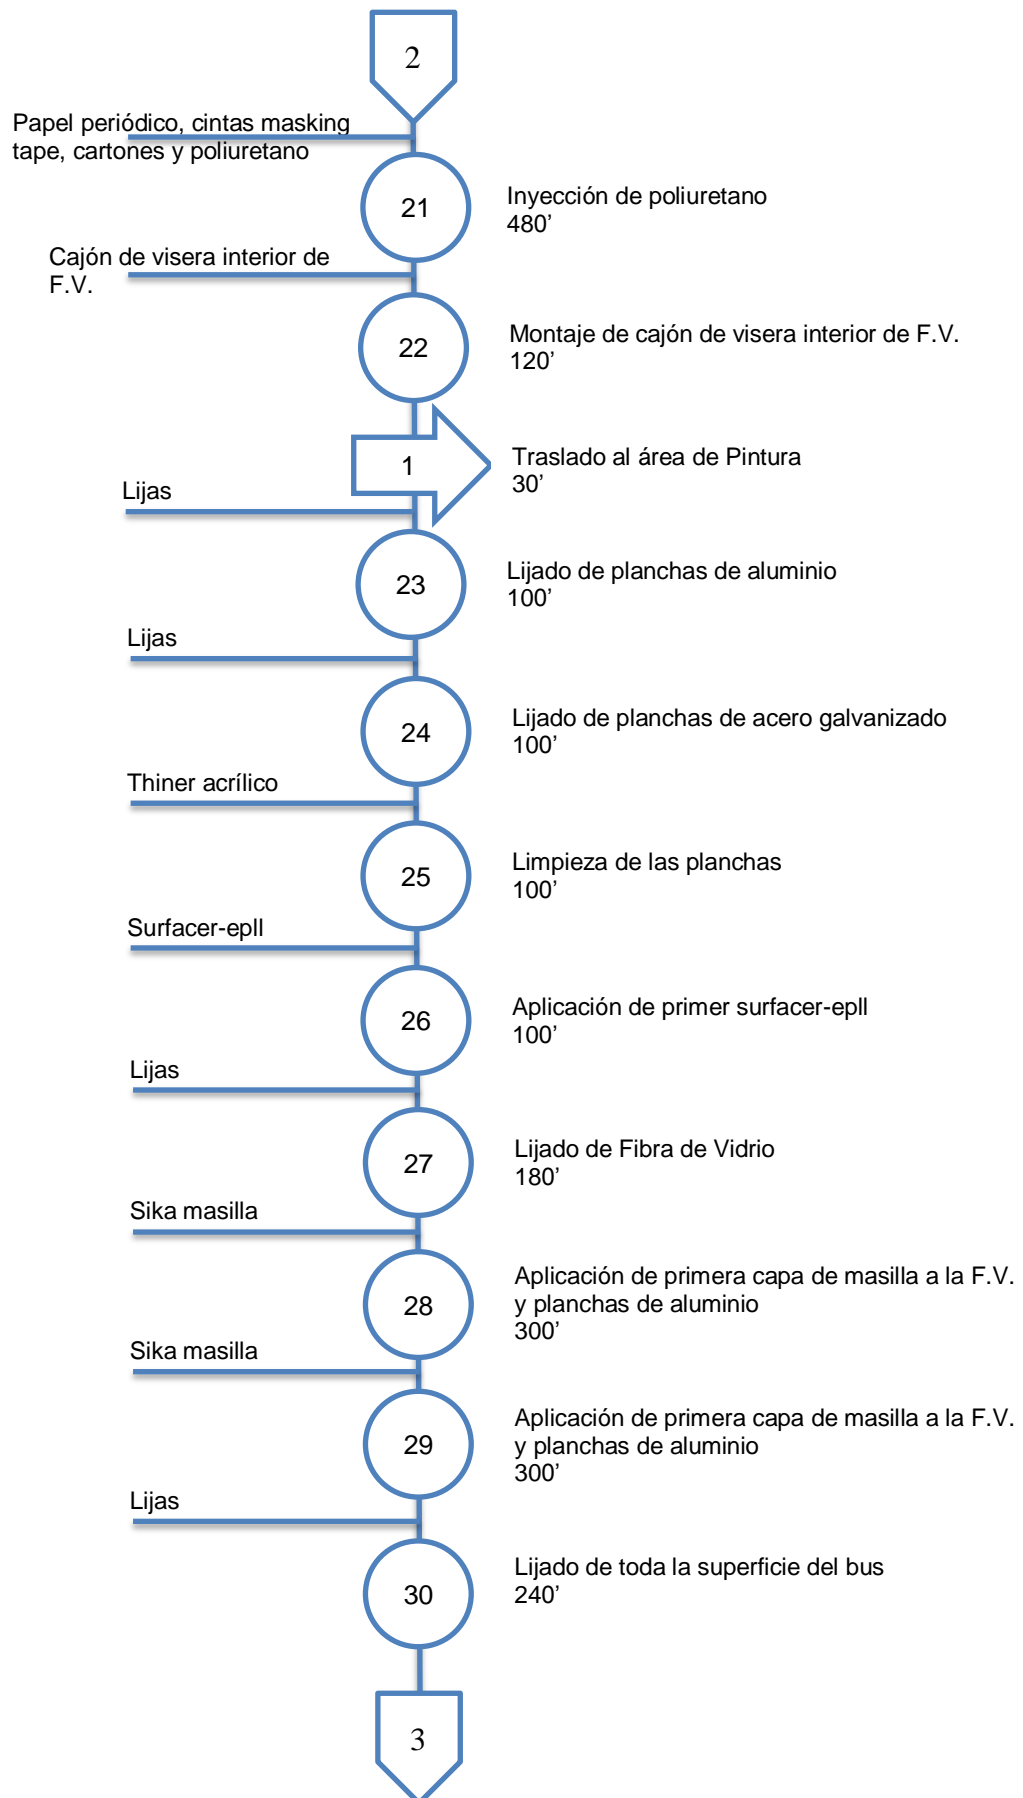 2
Papel periódico, cintas masking
tape, cartones y poliuretano
21
Inyección de poliuretano
480’
Cajón de visera interior de
F.V.
22
Montaje de cajón de visera interior de F.V.
120’
1
Traslado al área de Pintura
30’
Lijas
23
Lijado de planchas de aluminio
100’
Lijas
24
Lijado de planchas de acero galvanizado
100’
Thiner acrílico
25
Limpieza de las planchas
100’
Surfacer-epll
26
Aplicación de primer surfacer-epll
100’
Lijas
27
Lijado de Fibra de Vidrio
180’
Sika masilla
28
Aplicación de primera capa de masilla a la F.V.
y planchas de aluminio
300’
Sika masilla
29
Aplicación de primera capa de masilla a la F.V.
y planchas de aluminio
300’
Lijas
30
Lijado de toda la superficie del bus
240’
3